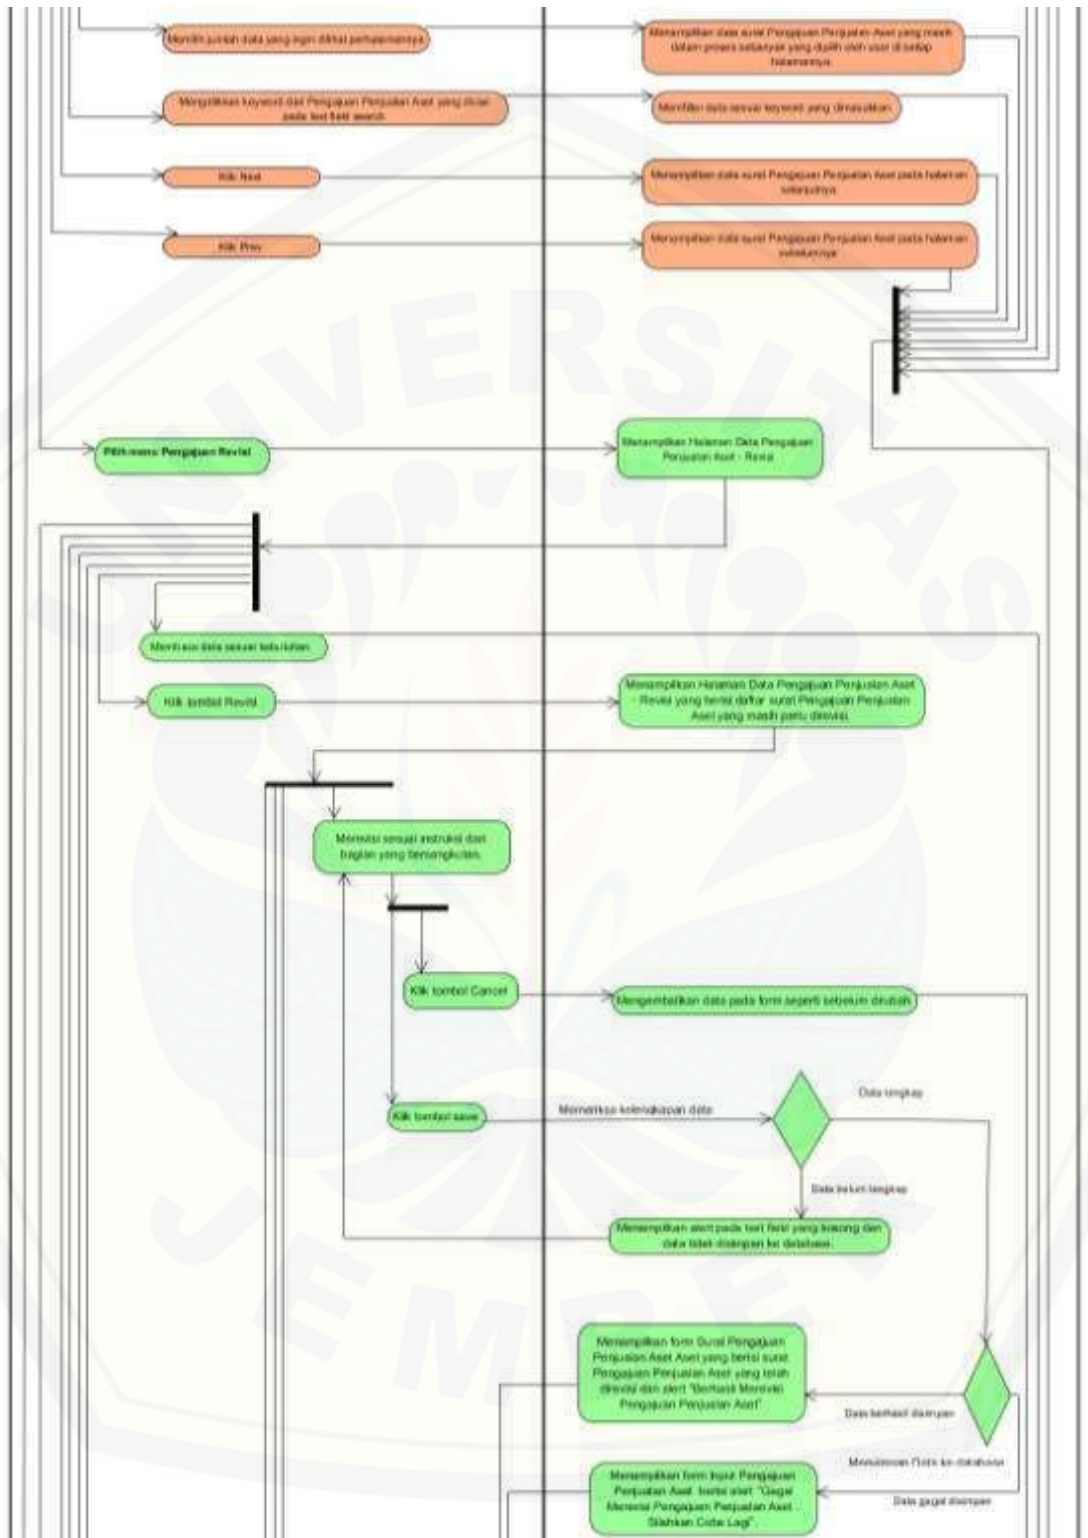 Memilih jumlah data yang ingin dilihat perhalamannya
Menampilkan data surat Pengajuan Penjualan Aset yang masih
dalam proses sebanyak yang dipilih oleh user di setiap
halamannya.
Mengetikkan keyword dari Pengajuan Penjualan Aset yang dicari
pada text field search
Memfilter data sesuai keyword yang dimasukkan
Klik Next
Menampilkan data surat Pengajuan Penjualan Aset pada halaman
selanjutnya
Klik Prev
Menampilkan data surat Pengajuan Penjualan Aset pada halaman
sebelumnya
Pilih menu Pengajuan Revisi
Menampilkan Halaman Data Pengajuan
Penjualan Aset - Revisi
Membaca data sesuai kebutuhan
Klik tombol Revisi
Menampilkan Halaman Data Pengajuan Penjualan Aset
- Revisi yang berisi daftar surat Pengajuan Penjualan
Aset yang masih perlu direvisi.
Merevisi sesuai instruksi dari
bagian yang bersangkutan.
Klik tombol Cancel
Mengembalikan data pada form seperti sebelum dirubah
Klik tombol save
Memeriksa kelengkapan data
Data lengkap
Data belum lengkap
Menampilkan alert pada text field yang kosong dan
data tidak disimpan ke database.
Menampilkan form Surat Pengajuan
Penjualan Aset Aset yang berisi surat
Pengajuan Penjualan Aset yang telah
direvisi dan alert "Berhasil Merevisi
Pengajuan Penjualan Aset"
Data berhasil disimpan
Menyimpan Data ke database
Menampilkan form Input Pengajuan
Penjualan Aset berisi alert "Gagal
Merevisi Pengajuan Penjualan Aset .
Silahkan Coba Lagi".
Data gagal disimpan
UNIVERSITAS
JEMBER